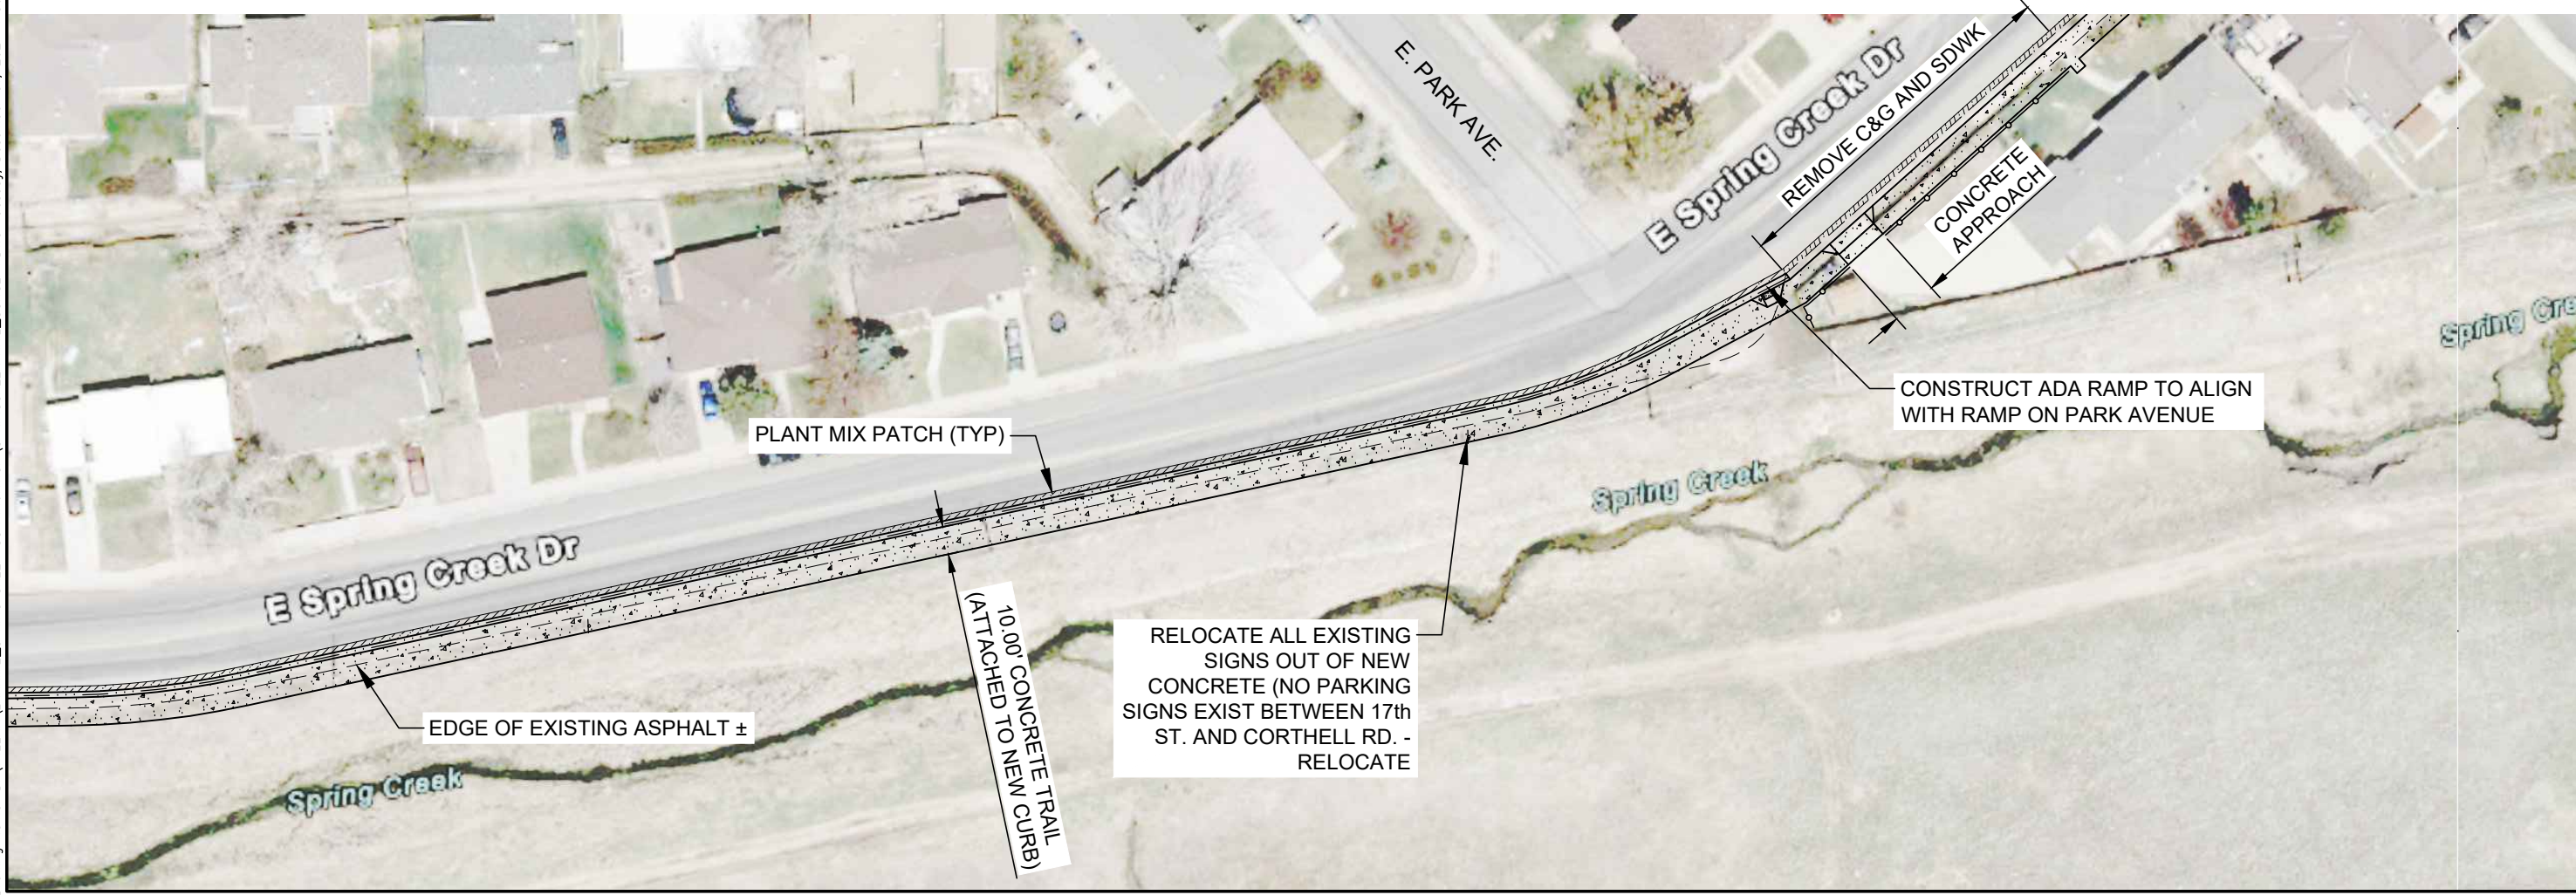 E. PARK AVE.
E Spring Creek Dr
REMOVE C&G AND SDWK
CONCRETE
APPROACH
Spring Cre
CONSTRUCT ADA RAMP TO ALIGN
WITH RAMP ON PARK AVENUE
PLANT MIX PATCH (TYP)
Spring Creek
E Spring Creek Dr
10.00' CONCRETE TRAIL
(ATTACHED TO NEW CURB)
RELOCATE ALL EXISTING
SIGNS OUT OF NEW
CONCRETE (NO PARKING
SIGNS EXIST BETWEEN 17th
ST. AND CORTHELL RD. -
RELOCATE
EDGE OF EXISTING ASPHALT ±
Spring Creek